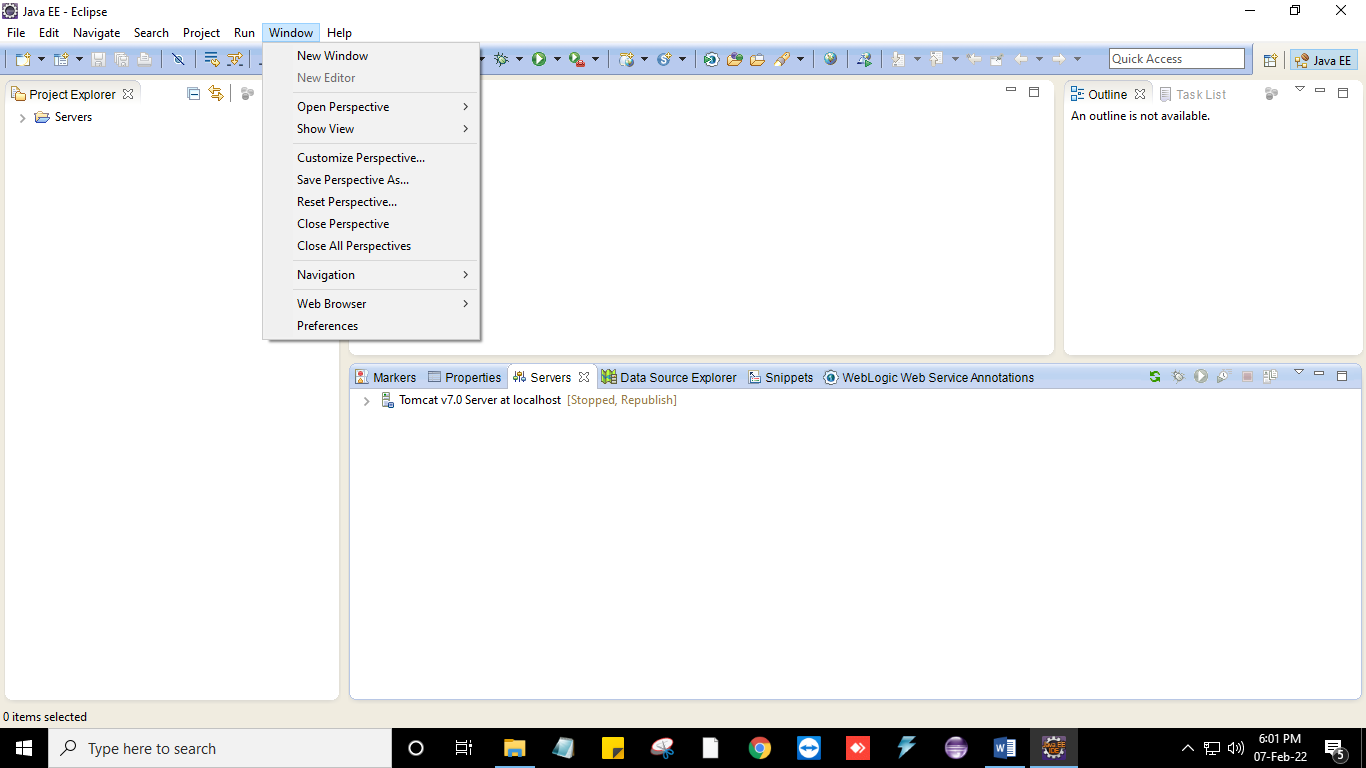 Java EE - Eclipse
File Edit Navigate Search Project Run Window Help
Quick Access
Java EE
New Window
New Editor
Open Perspective
Show View
Customize Perspective...
Save Perspective As...
Reset Perspective...
Close Perspective
Close All Perspectives
Navigation
Web Browser
Preferences
Project Explorer
Servers
Outline Task List
An outline is not available.
Markers Properties Servers Data Source Explorer Snippets WebLogic Web Service Annotations
Tomcat v7.0 Server at localhost [Stopped, Republish]
0 items selected
Type here to search
6:01 PM
07-Feb-22
5